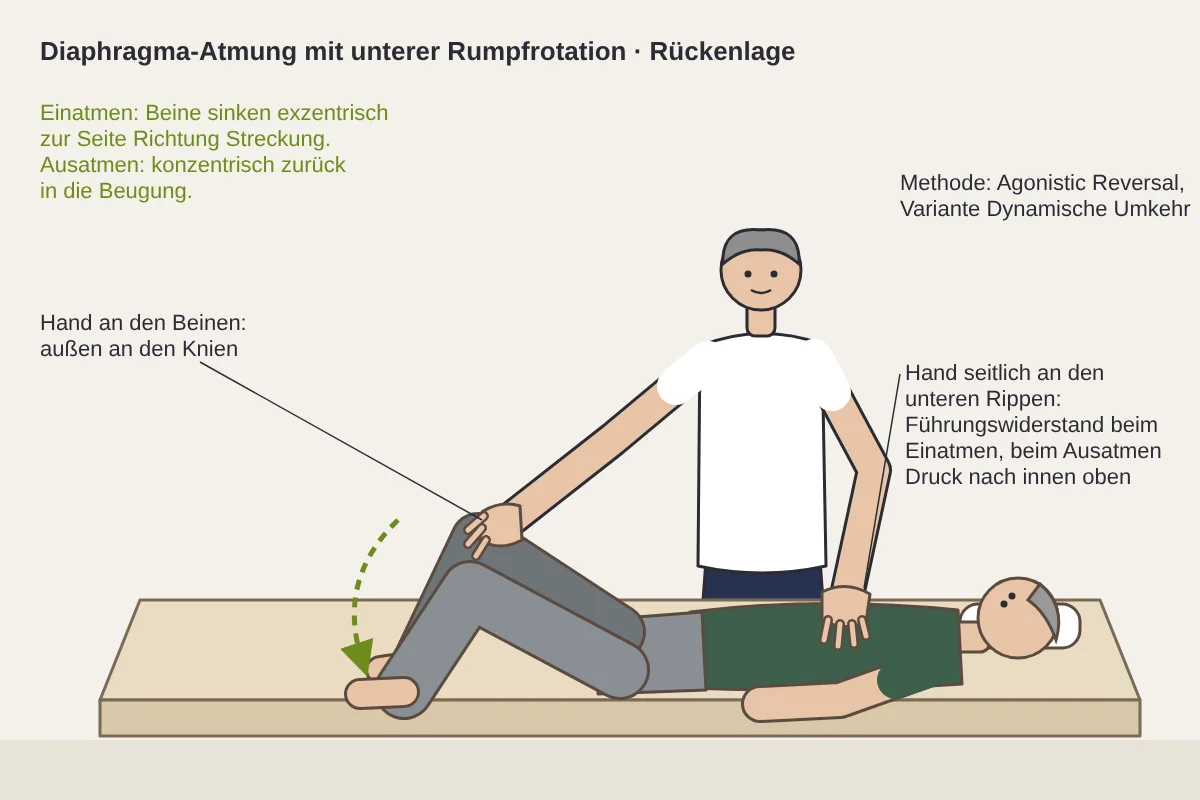 Diaphragma-Atmung mit unterer Rumpfrotation · Rückenlage
Einatmen: Beine sinken exzentrisch
zur Seite Richtung Streckung.
Ausatmen: konzentrisch zurück
in die Beugung.
Methode: Agonistic Reversal,
Variante Dynamische Umkehr
Hand an den Beinen:
außen an den Knien
Hand seitlich an den
unteren Rippen:
Führungswiderstand beim
Einatmen, beim Ausatmen
Druck nach innen oben